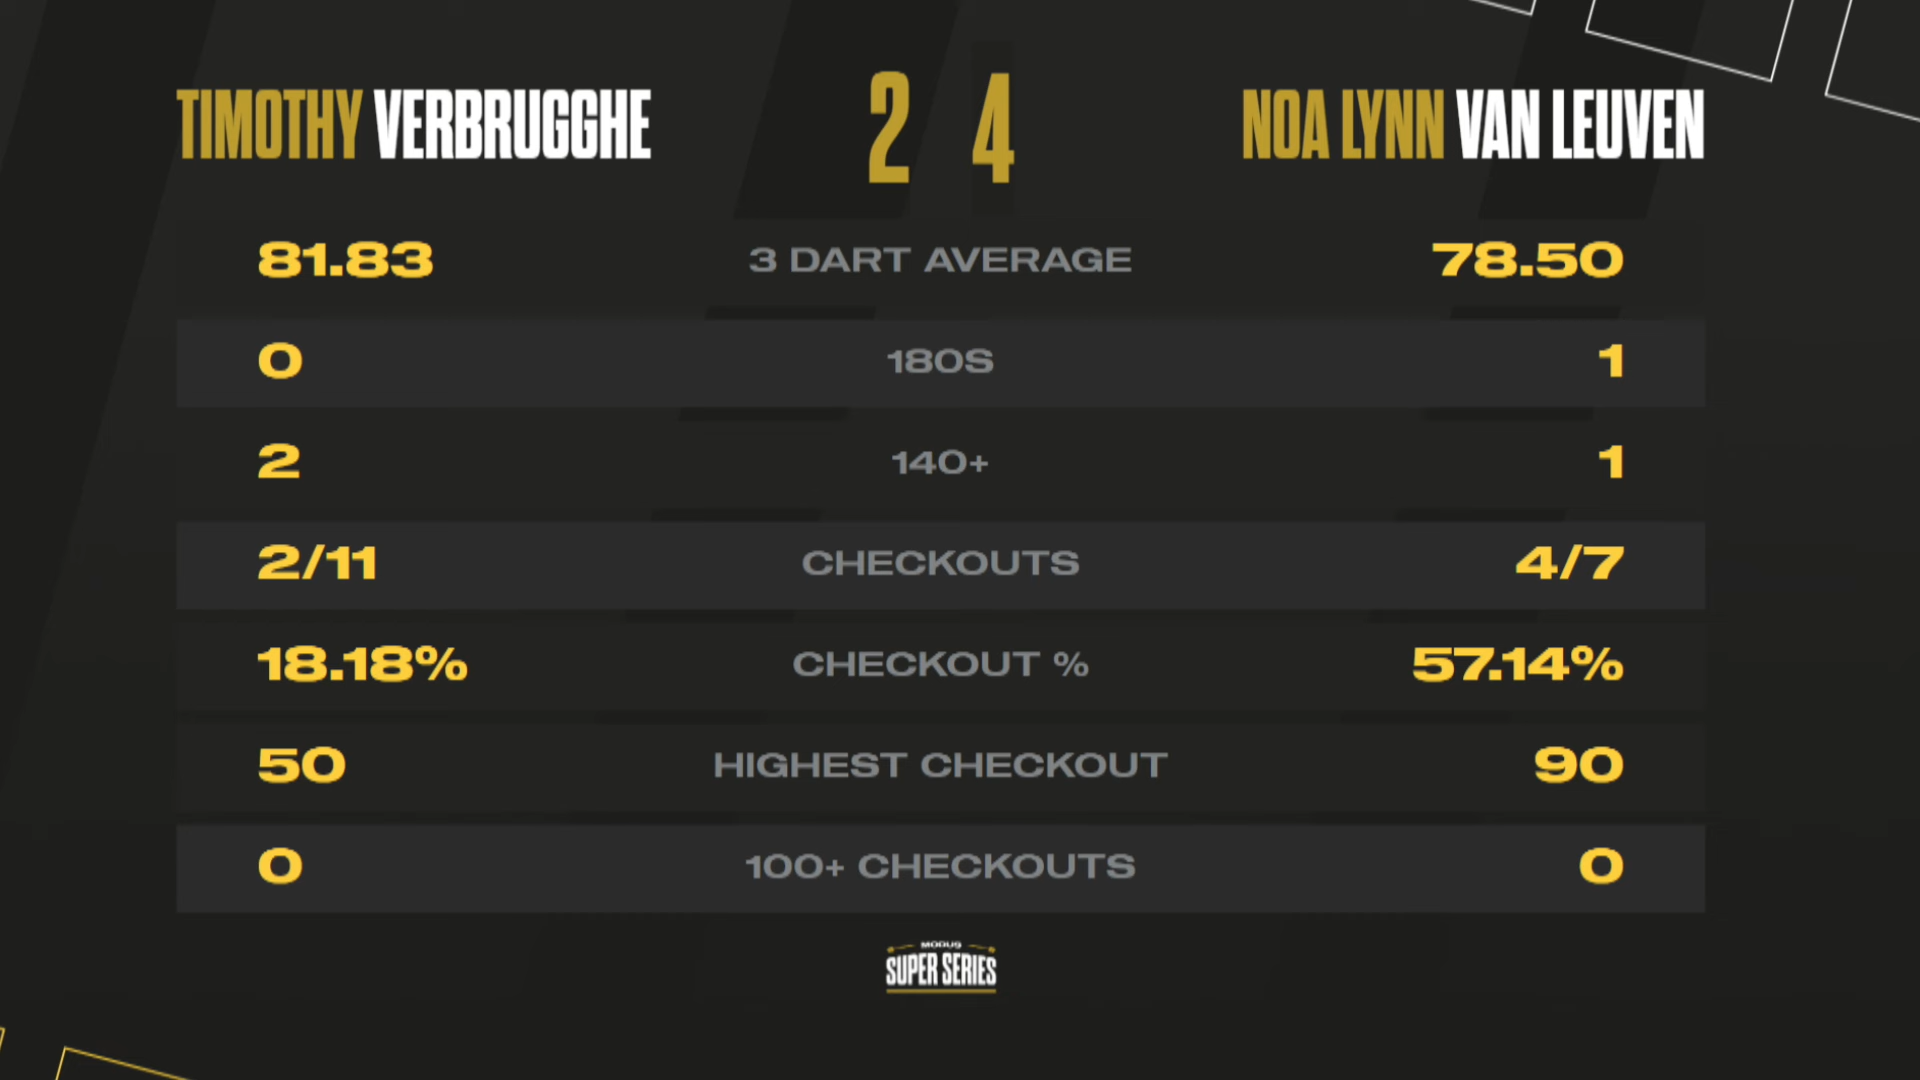 TIMOTHY VERBRUGGHE 2 4 NOA LYNN VAN LEUVEN
81.83 3 DART AVERAGE 78.50
0 180S 1
2 140+ 1
2/11 CHECKOUTS 4/7
18.18% CHECKOUT % 57.14%
50 HIGHEST CHECKOUT 90
0 100+ CHECKOUTS 0
MODUS
SUPER SERIES